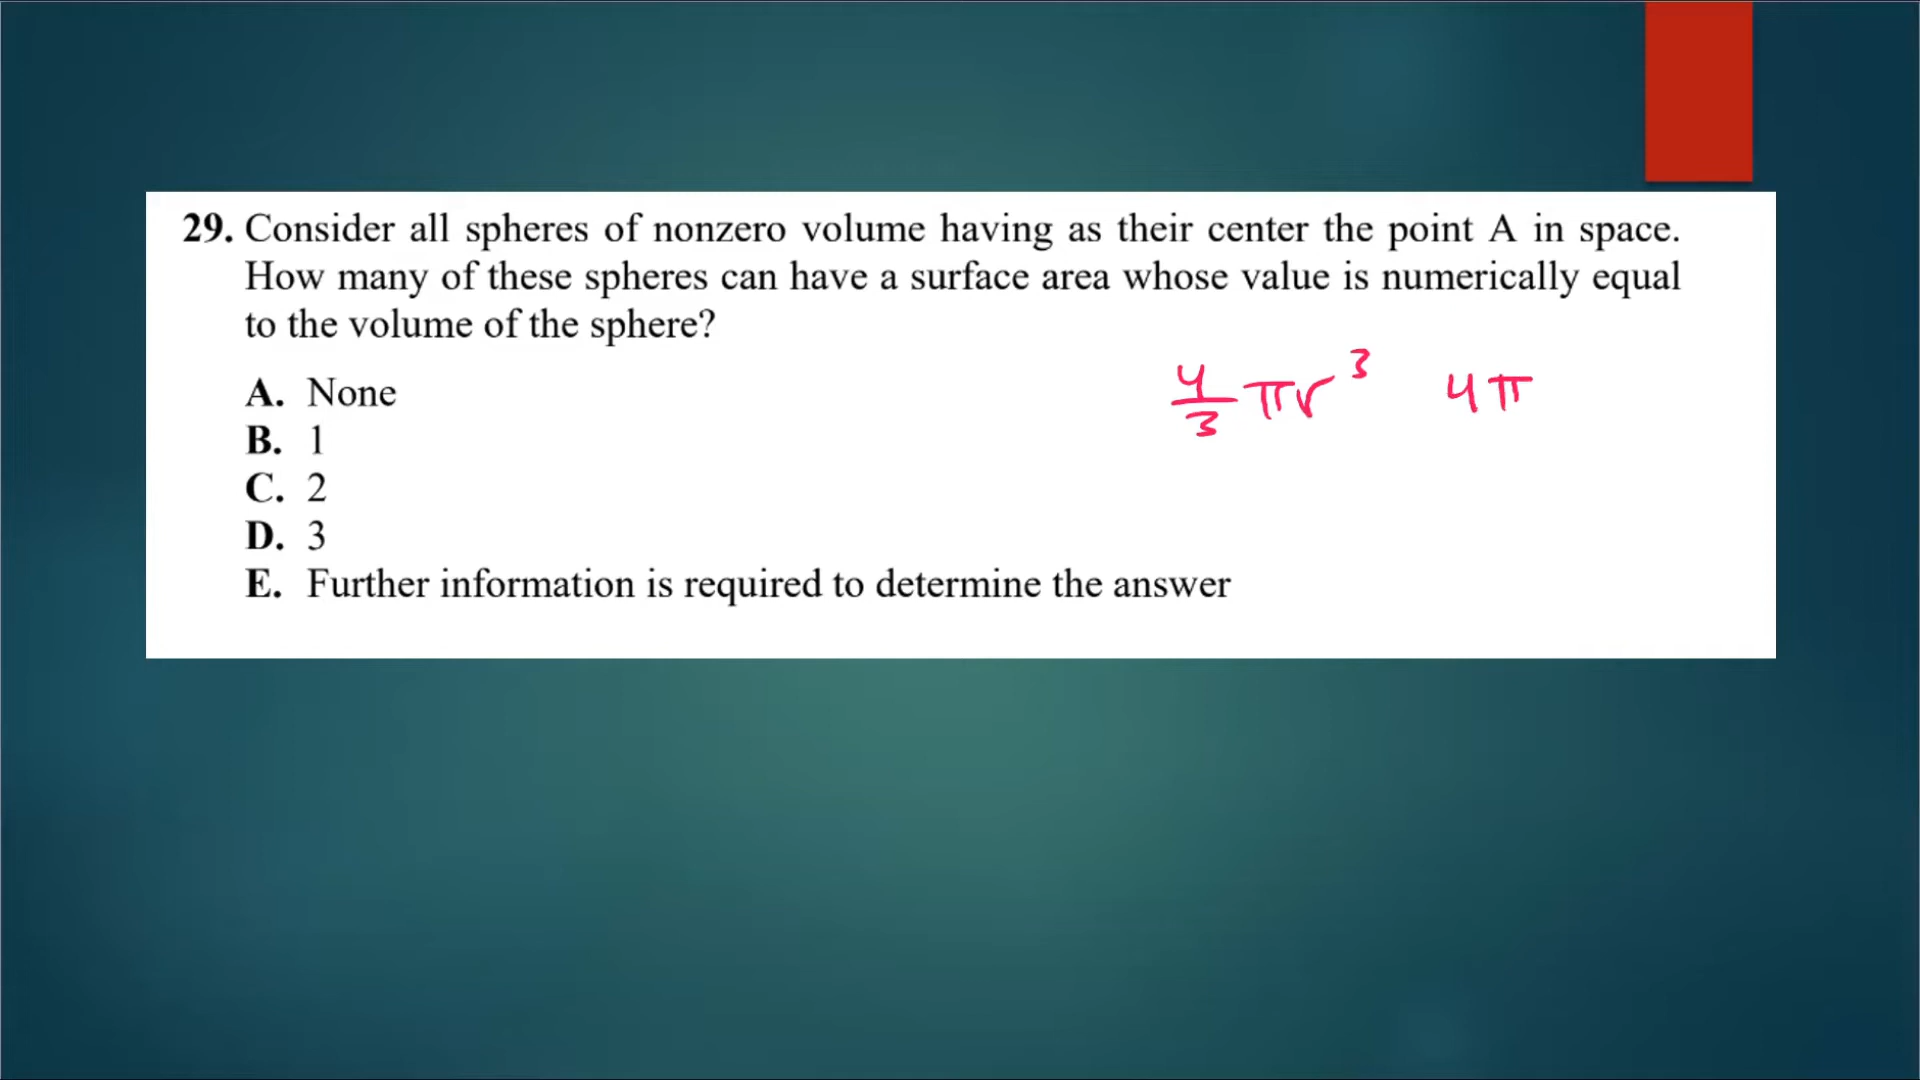 29. Consider all spheres of nonzero volume having as their center the point A in space.
How many of these spheres can have a surface area whose value is numerically equal
to the volume of the sphere?
A. None
B. 1
C. 2
D. 3
E. Further information is required to determine the answer
4/3 πr³ 4π